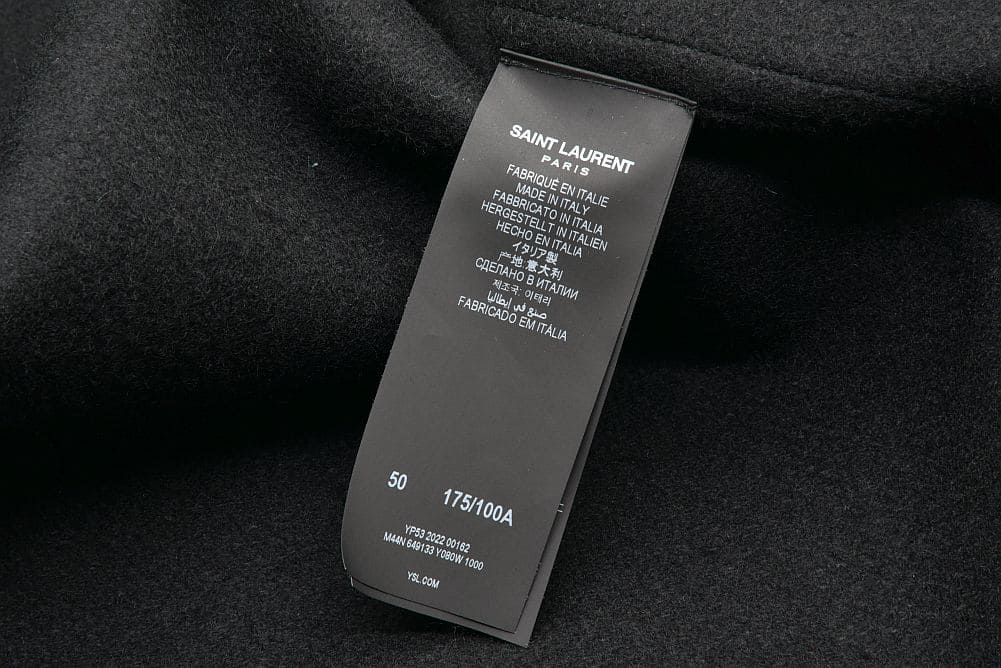 SAINT LAURENT
PARIS
FABRIQUÉ EN ITALIE
MADE IN ITALY
FABBRICATO IN ITALIA
HERGESTELLT IN ITALIEN
HECHO EN ITALIA
イタリア製
产地:意大利
СДЕЛАНО В ИТАЛИИ
제조국: 이태리
صنع في إيطاليا
FABRICADO EM ITÁLIA
50 175/100A
YP53 2022 00162
M44N 649133 Y080W 1000
YSL.COM